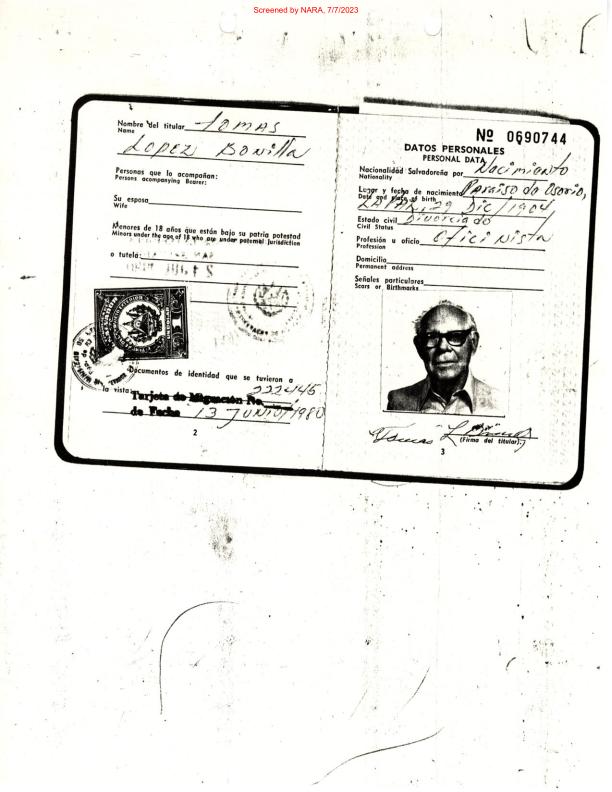 Screened by NARA, 7/7/2023
Nombre del titular Tomas
Name
Lopez Bonilla
Personas que lo acompañan:
Persons acompanying Bearer:
Su esposa
Wife
Menores de 18 años que están bajo su patria potestad
Minors under the age of 18 who are under paternal jurisdiction
o tutela:
Documentos de identidad que se tuvieron a
la vista: 222445
Tarjeta de Migración No.
de Fecha 13 Junio/1980
2
Nº 0690744
DATOS PERSONALES
PERSONAL DATA
Nacionalidad Salvadoreña por Nacimiento
Nationality
Lugar y fecha de nacimiento Paraiso de Osorio,
Date and place of birth
La Paz, 29 Dic/1904
Estado civil Divorciado
Civil Status
Profesión u oficio Oficinista
Profession
Domicilio
Permanent address
Señales particulares
Scars or Birthmarks
Tomas L Bonilla
(Firma del titular)
3